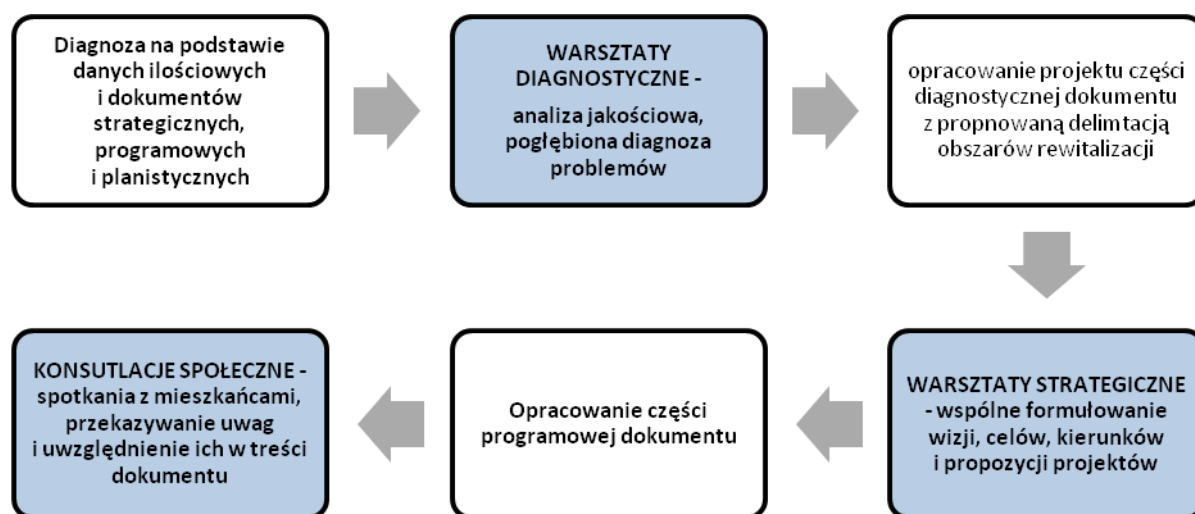 Diagnoza na podstawie
danych ilościowych
i dokumentów
strategicznych,
programowych
i planistycznych
WARSZTATY
DIAGNOSTYCZNE -
analiza jakościowa,
pogłębiona diagnoza
problemów
opracowanie projektu części
diagnostycznej dokumentu
z propnowaną delimtacją
obszarów rewitalizacji
WARSZTATY STRATEGICZNE
- wspólne formułowanie
wizji, celów, kierunków
i propozycji projektów
Opracowanie części
programowej dokumentu
KONSUTLACJE SPOŁECZNE -
spotkania z mieszkańcami,
przekazywanie uwag
i uwzględnienie ich w treści
dokumentu